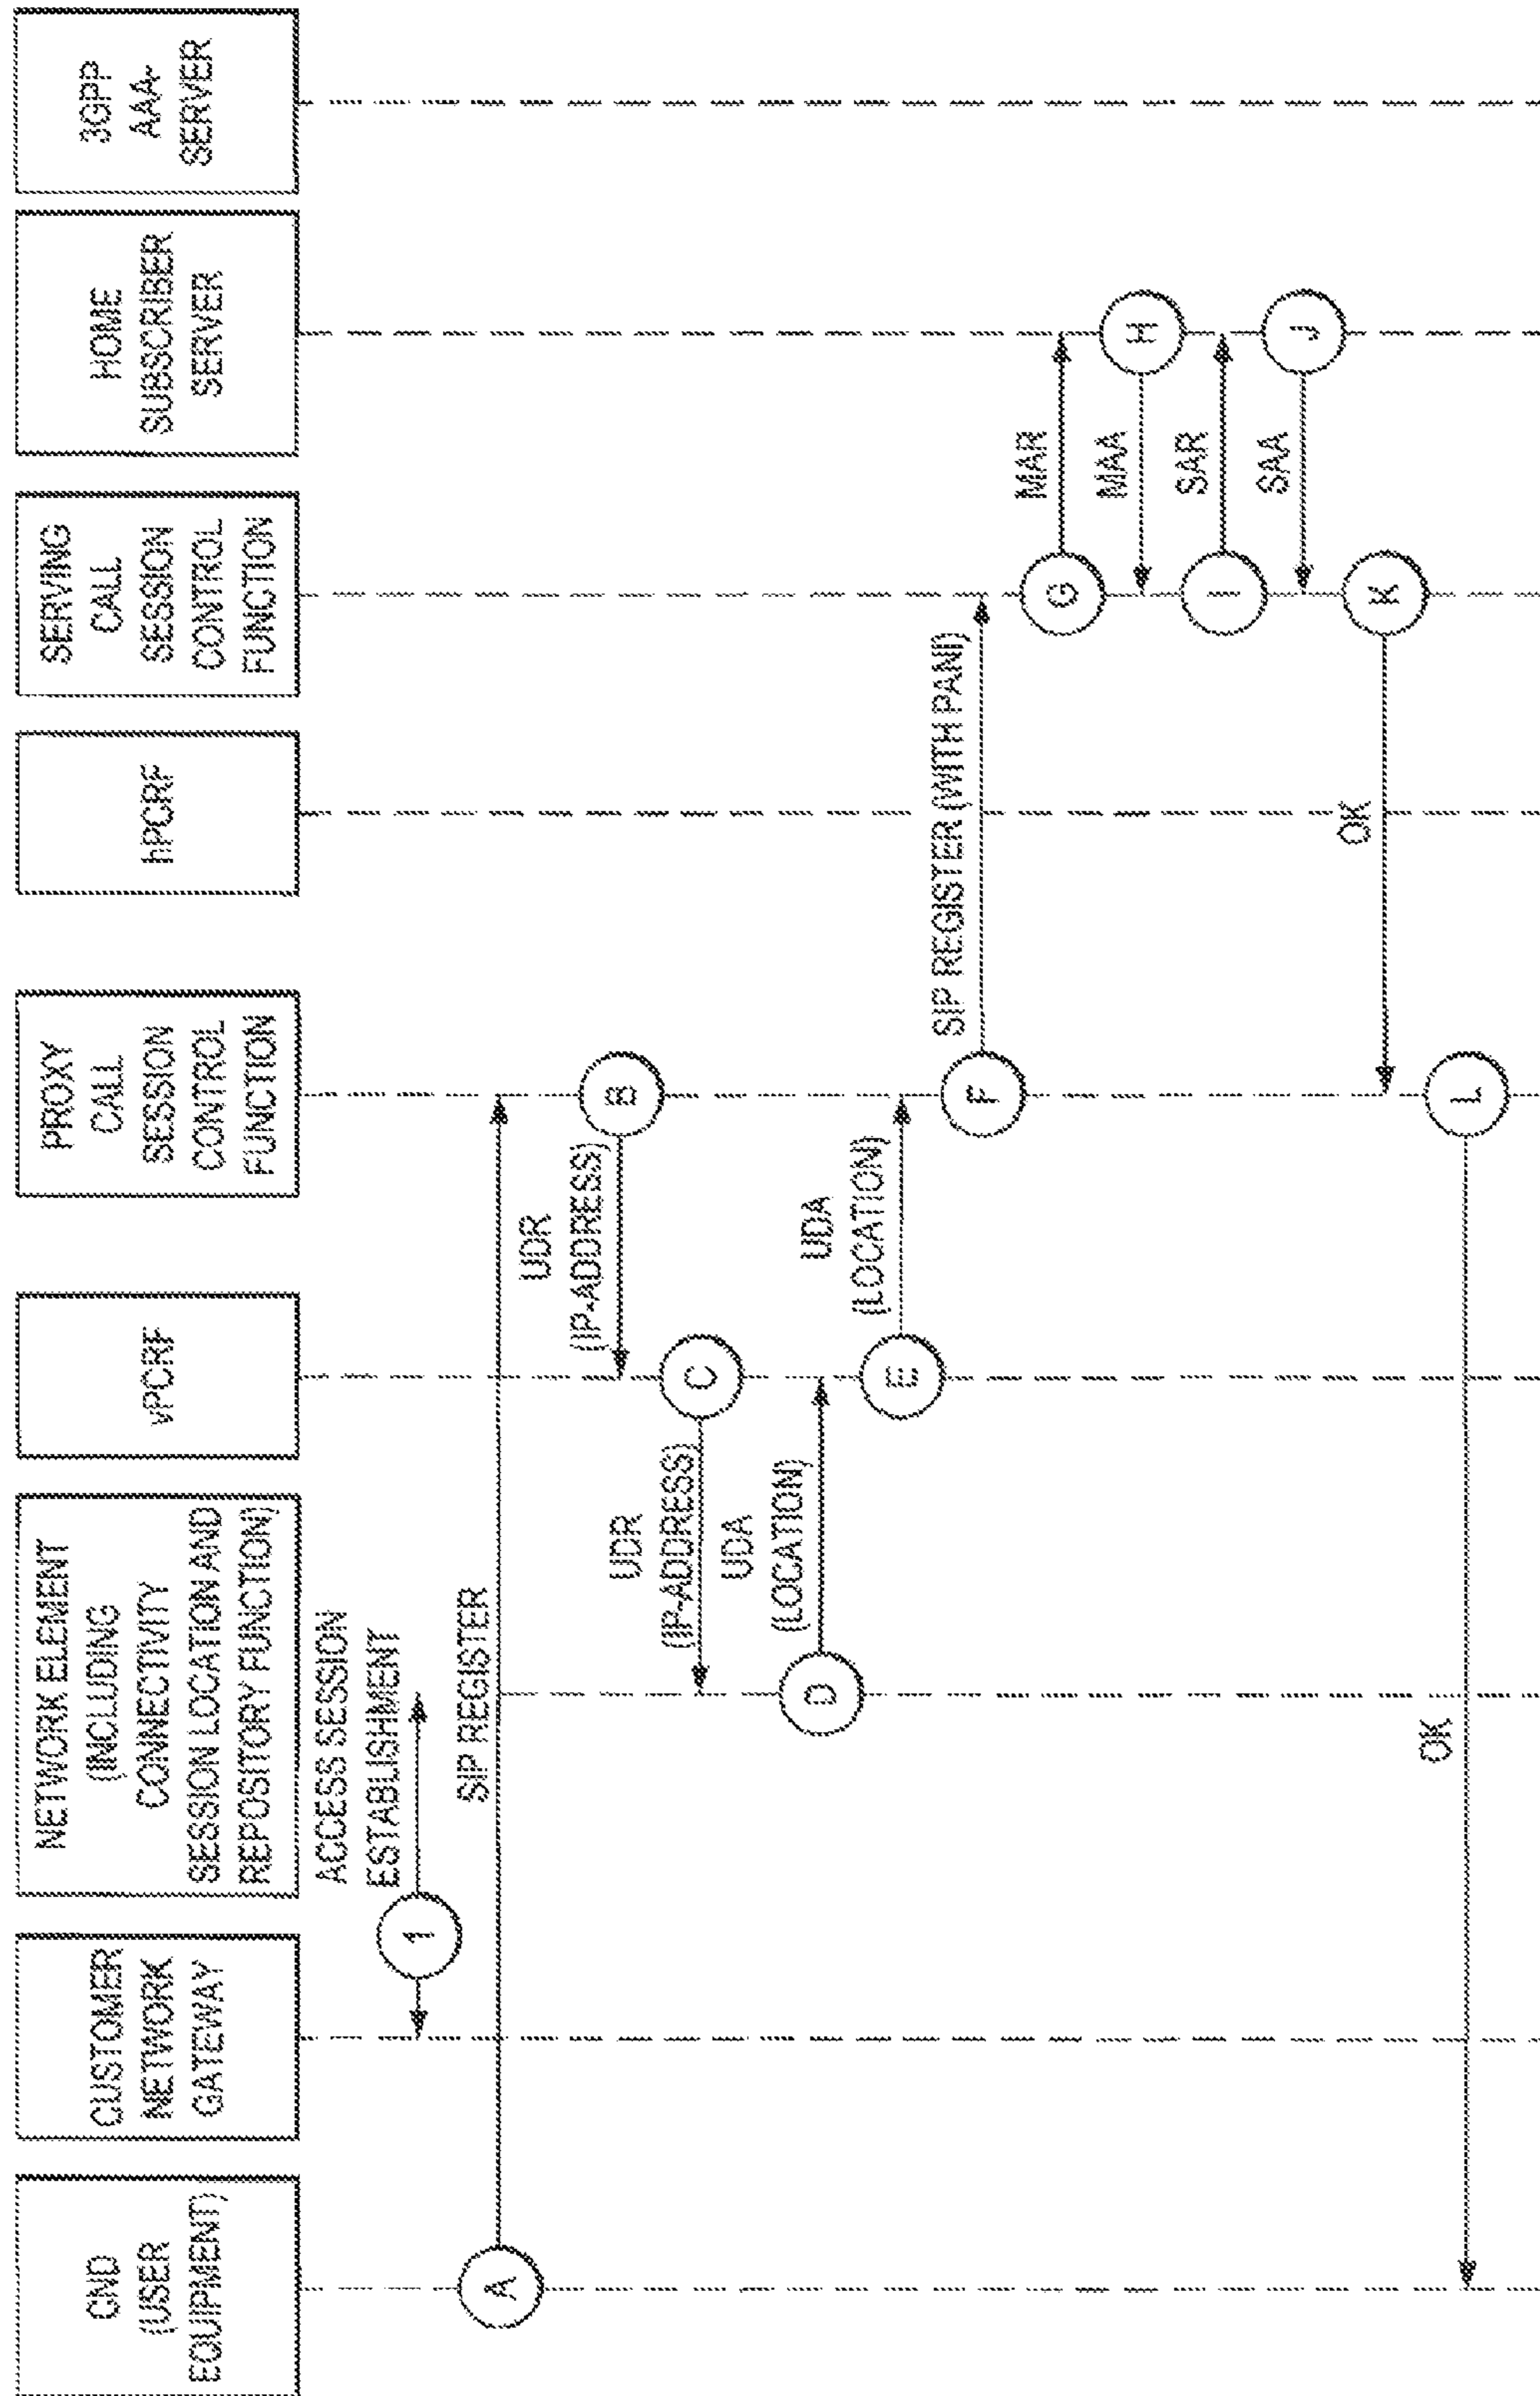 CND
(USER
EQUIPMENT)
CUSTOMER
NETWORK
GATEWAY
NETWORK ELEMENT
(INCLUDING
CONNECTIVITY
SESSION LOCATION AND
REPOSITORY FUNCTION)
vPCRF
PROXY
CALL
SESSION
CONTROL
FUNCTION
hPCRF
SERVING
CALL
SESSION
CONTROL
FUNCTION
HOME
SUBSCRIBER
SERVER
3GPP
AAA-
SERVER
ACCESS SESSION
ESTABLISHMENT
1
SIP REGISTER
A
UDR
(IP-ADDRESS)
B
UDR
(IP-ADDRESS)
C
UDA
(LOCATION)
D
UDA
(LOCATION)
E
SIP REGISTER (WITH PANI)
F
MAR
G
MAA
H
SAR
I
SAA
J
OK
K
OK
L